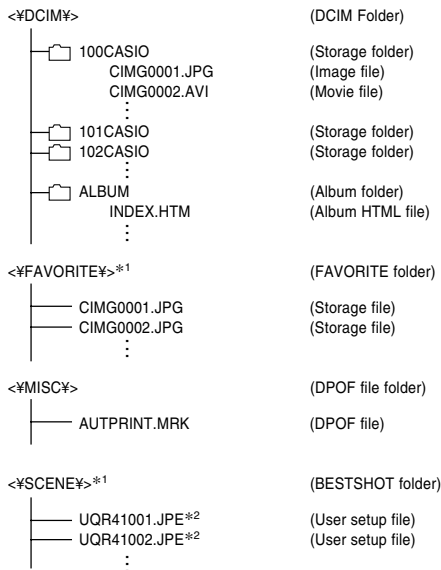 <¥DCIM¥> (DCIM Folder)
100CASIO (Storage folder)
CIMG0001.JPG (Image file)
CIMG0002.AVI (Movie file)
⋮
101CASIO (Storage folder)
102CASIO (Storage folder)
⋮
ALBUM (Album folder)
INDEX.HTM (Album HTML file)
⋮
<¥FAVORITE¥>*1 (FAVORITE folder)
CIMG0001.JPG (Storage file)
CIMG0002.JPG (Storage file)
⋮
<¥MISC¥> (DPOF file folder)
AUTPRINT.MRK (DPOF file)
<¥SCENE¥>*1 (BESTSHOT folder)
UQR41001.JPE*2 (User setup file)
UQR41002.JPE*2 (User setup file)
⋮